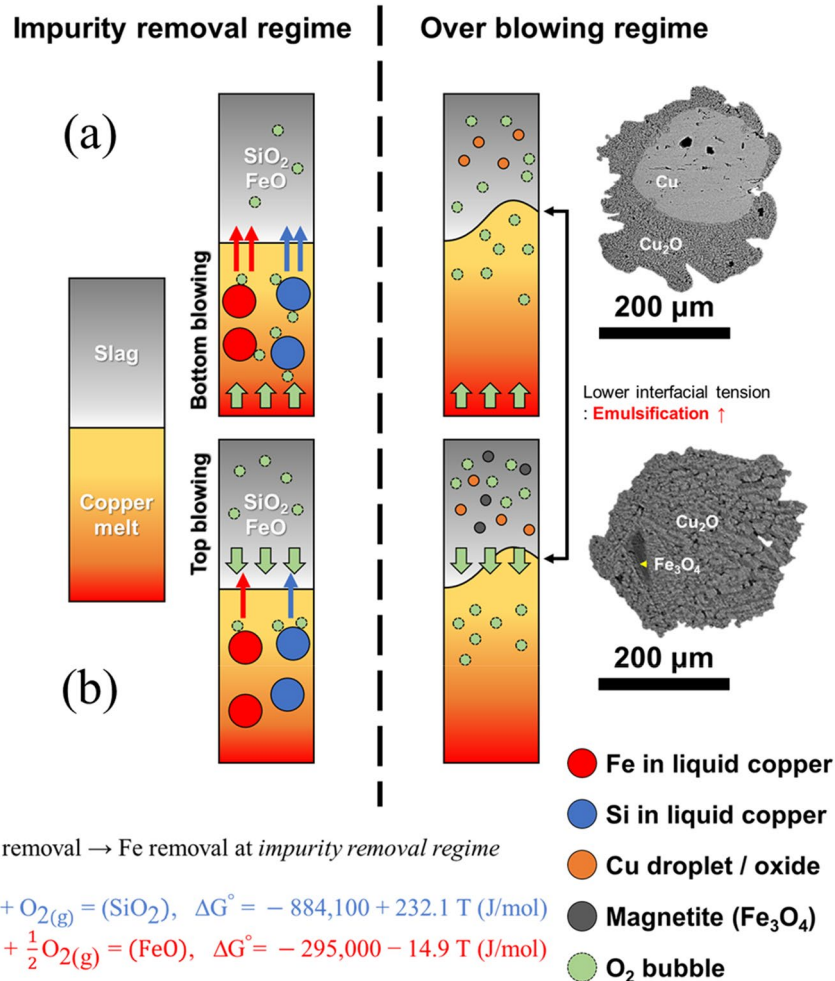 Impurity removal regime
Over blowing regime
(a)
SiO₂
FeO
Bottom blowing
Cu
Cu₂O
200 μm
Slag
Copper
melt
Lower interfacial tension
: Emulsification ↑
Top blowing
SiO₂
FeO
Cu₂O
Fe₃O₄
200 μm
(b)
Fe in liquid copper
Si in liquid copper
Cu droplet / oxide
Magnetite (Fe₃O₄)
O₂ bubble
removal → Fe removal at impurity removal regime
+ O₂(g) = (SiO₂), ΔG° = − 884,100 + 232.1 T (J/mol)
+ ½O₂(g) = (FeO), ΔG° = − 295,000 − 14.9 T (J/mol)